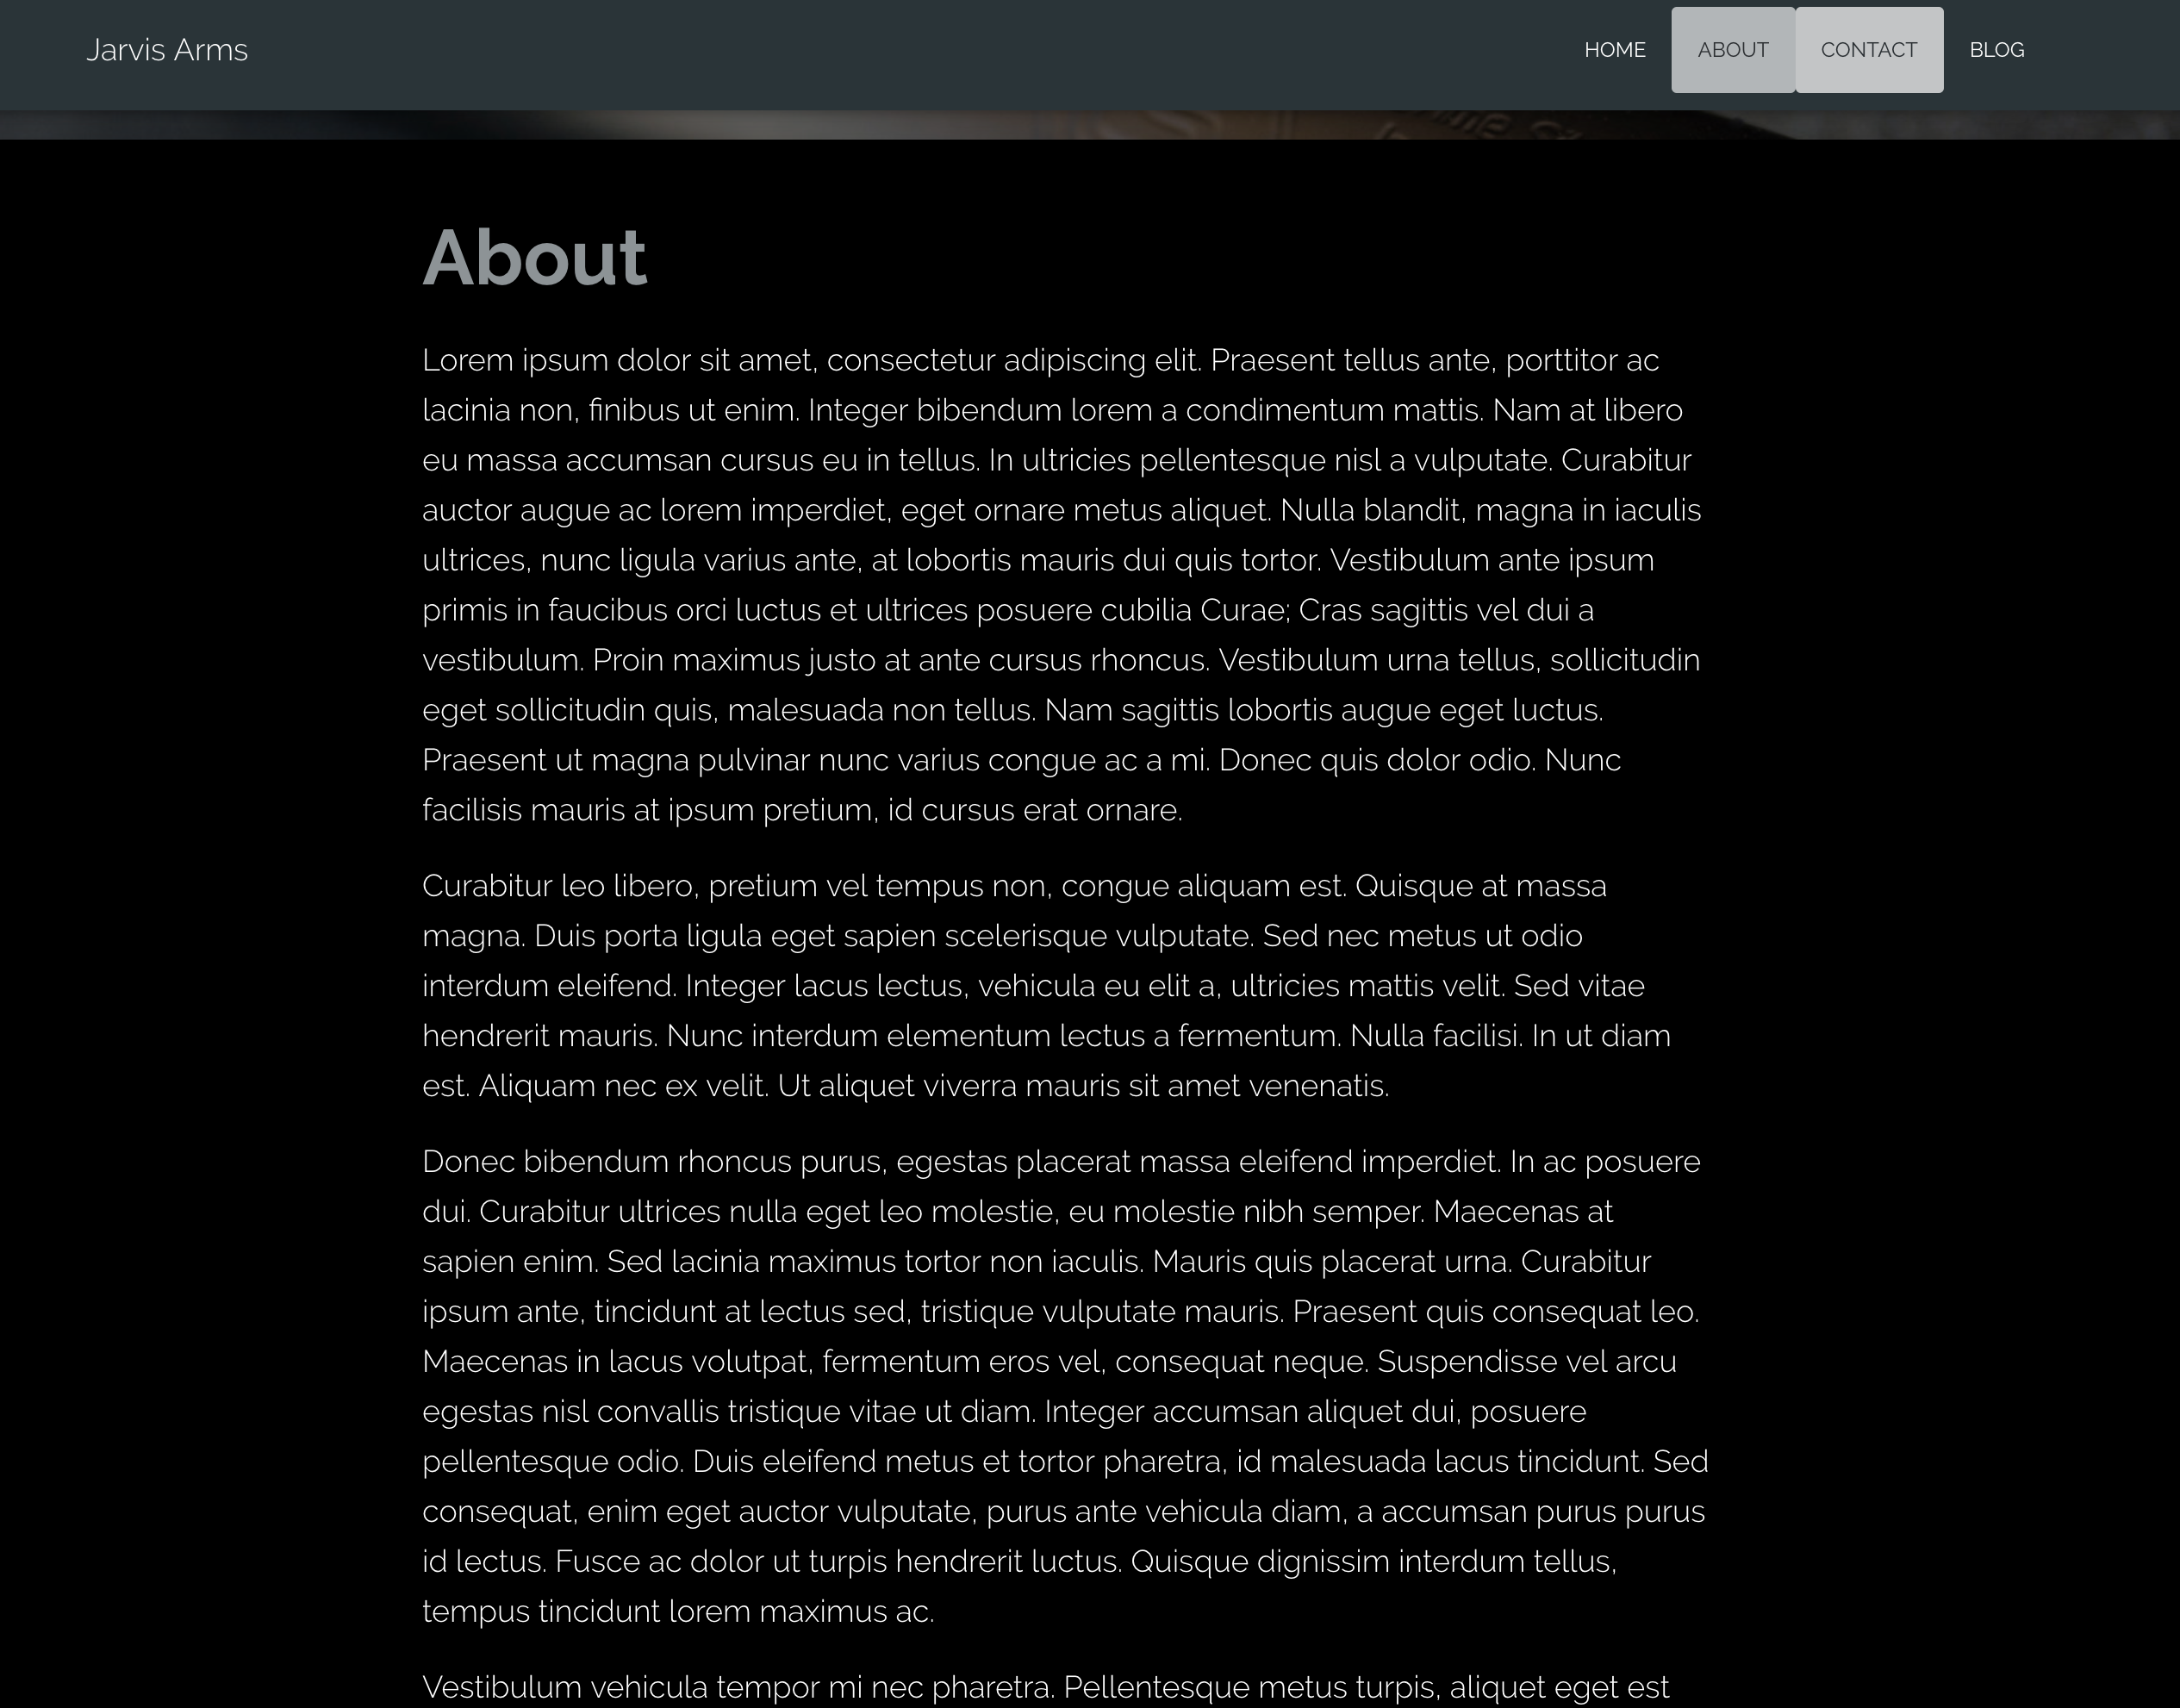 Jarvis Arms
HOME ABOUT CONTACT BLOG
About
Lorem ipsum dolor sit amet, consectetur adipiscing elit. Praesent tellus ante, porttitor ac
lacinia non, finibus ut enim. Integer bibendum lorem a condimentum mattis. Nam at libero
eu massa accumsan cursus eu in tellus. In ultricies pellentesque nisl a vulputate. Curabitur
auctor augue ac lorem imperdiet, eget ornare metus aliquet. Nulla blandit, magna in iaculis
ultrices, nunc ligula varius ante, at lobortis mauris dui quis tortor. Vestibulum ante ipsum
primis in faucibus orci luctus et ultrices posuere cubilia Curae; Cras sagittis vel dui a
vestibulum. Proin maximus justo at ante cursus rhoncus. Vestibulum urna tellus, sollicitudin
eget sollicitudin quis, malesuada non tellus. Nam sagittis lobortis augue eget luctus.
Praesent ut magna pulvinar nunc varius congue ac a mi. Donec quis dolor odio. Nunc
facilisis mauris at ipsum pretium, id cursus erat ornare.
Curabitur leo libero, pretium vel tempus non, congue aliquam est. Quisque at massa
magna. Duis porta ligula eget sapien scelerisque vulputate. Sed nec metus ut odio
interdum eleifend. Integer lacus lectus, vehicula eu elit a, ultricies mattis velit. Sed vitae
hendrerit mauris. Nunc interdum elementum lectus a fermentum. Nulla facilisi. In ut diam
est. Aliquam nec ex velit. Ut aliquet viverra mauris sit amet venenatis.
Donec bibendum rhoncus purus, egestas placerat massa eleifend imperdiet. In ac posuere
dui. Curabitur ultrices nulla eget leo molestie, eu molestie nibh semper. Maecenas at
sapien enim. Sed lacinia maximus tortor non iaculis. Mauris quis placerat urna. Curabitur
ipsum ante, tincidunt at lectus sed, tristique vulputate mauris. Praesent quis consequat leo.
Maecenas in lacus volutpat, fermentum eros vel, consequat neque. Suspendisse vel arcu
egestas nisl convallis tristique vitae ut diam. Integer accumsan aliquet dui, posuere
pellentesque odio. Duis eleifend metus et tortor pharetra, id malesuada lacus tincidunt. Sed
consequat, enim eget auctor vulputate, purus ante vehicula diam, a accumsan purus purus
id lectus. Fusce ac dolor ut turpis hendrerit luctus. Quisque dignissim interdum tellus,
tempus tincidunt lorem maximus ac.
Vestibulum vehicula tempor mi nec pharetra. Pellentesque metus turpis, aliquet eget est